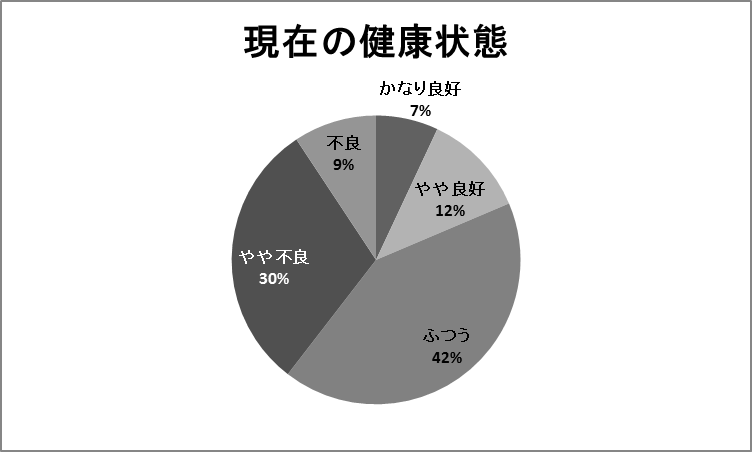 現在の健康状態
かなり良好
7%
やや良好
12%
ふつう
42%
やや不良
30%
不良
9%